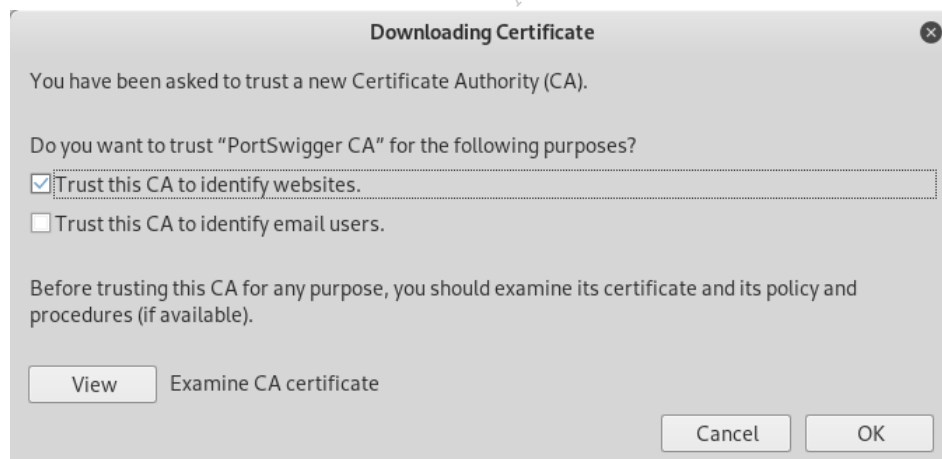 Downloading Certificate
You have been asked to trust a new Certificate Authority (CA).
Do you want to trust “PortSwigger CA” for the following purposes?
Trust this CA to identify websites.
Trust this CA to identify email users.
Before trusting this CA for any purpose, you should examine its certificate and its policy and
procedures (if available).
View Examine CA certificate
Cancel OK